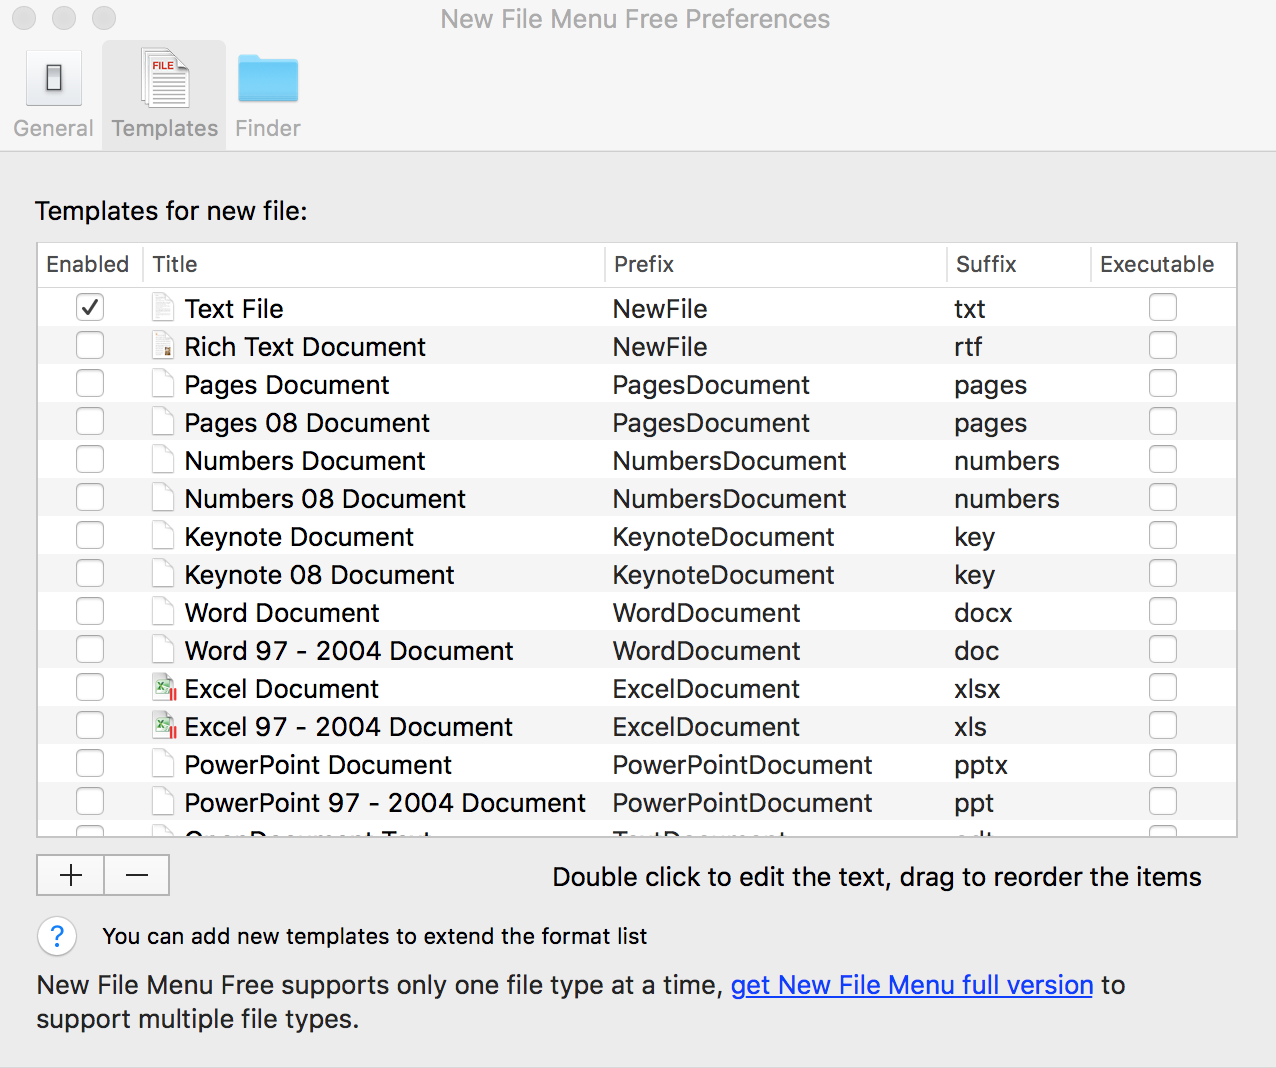 New File Menu Free Preferences
FILE
General Templates Finder
Templates for new file:
Enabled Title Prefix Suffix Executable
Text File NewFile txt
Rich Text Document NewFile rtf
Pages Document PagesDocument pages
Pages 08 Document PagesDocument pages
Numbers Document NumbersDocument numbers
Numbers 08 Document NumbersDocument numbers
Keynote Document KeynoteDocument key
Keynote 08 Document KeynoteDocument key
Word Document WordDocument docx
Word 97 - 2004 Document WordDocument doc
Excel Document ExcelDocument xlsx
Excel 97 - 2004 Document ExcelDocument xls
PowerPoint Document PowerPointDocument pptx
PowerPoint 97 - 2004 Document PowerPointDocument ppt
Double click to edit the text, drag to reorder the items
? You can add new templates to extend the format list
New File Menu Free supports only one file type at a time, get New File Menu full version to
support multiple file types.